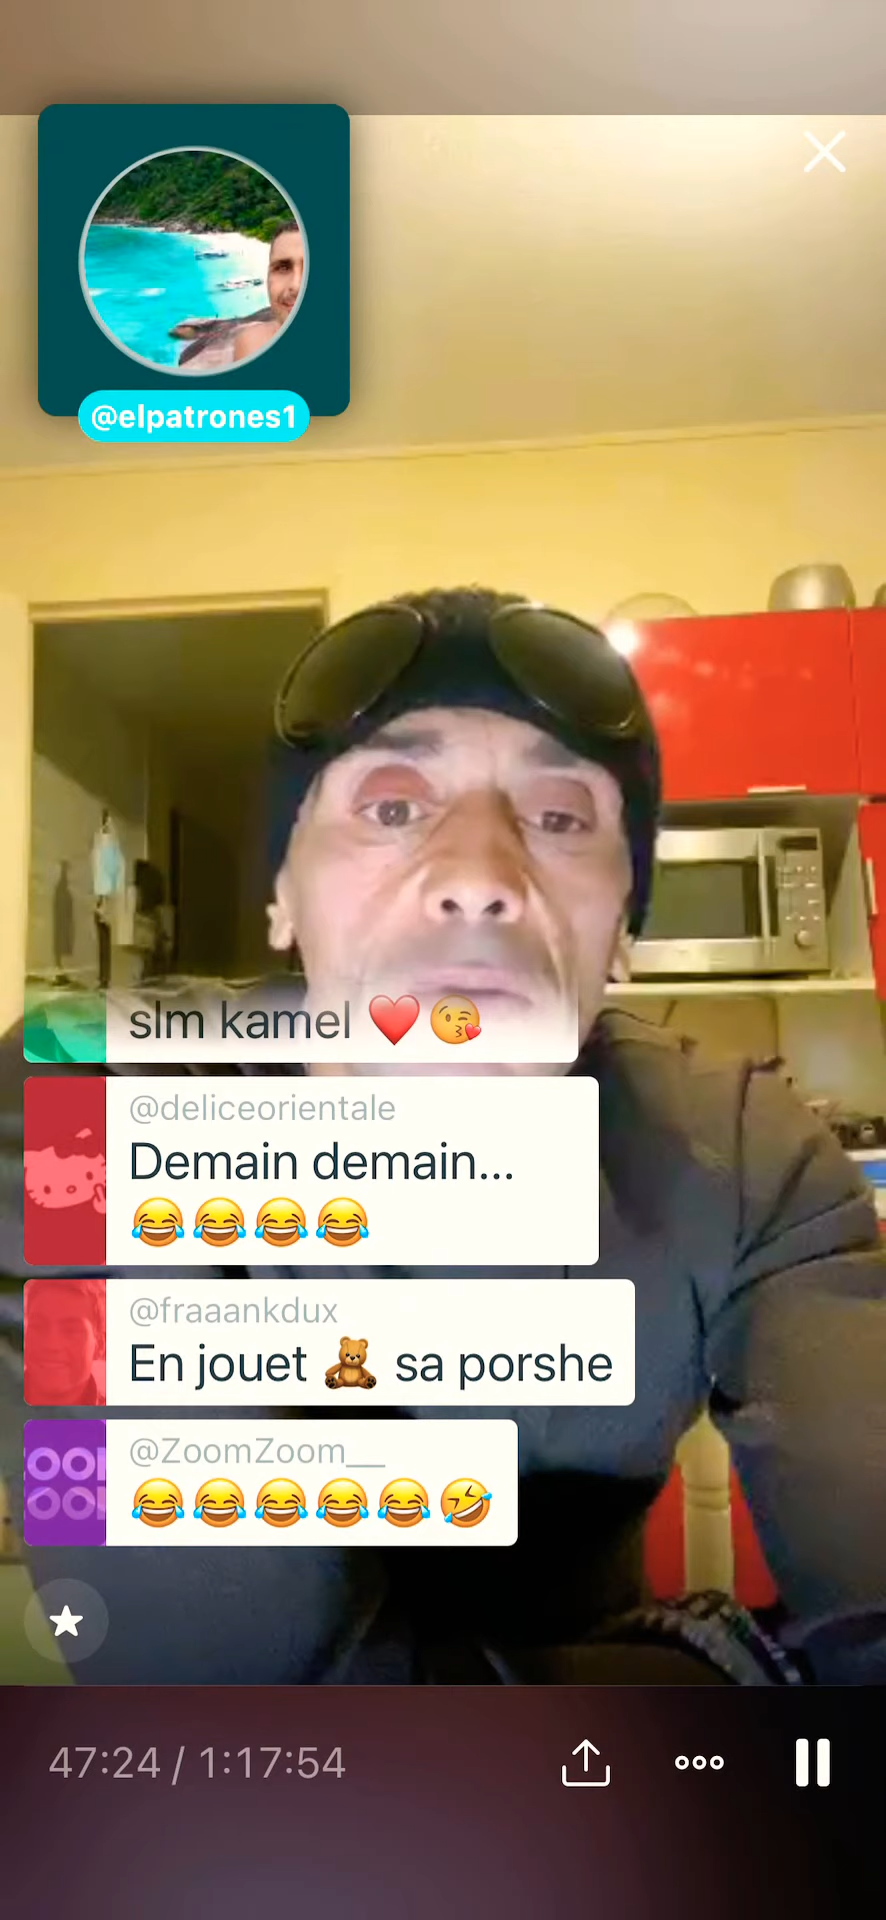 @elpatrones1
slm kamel ❤️😘
@deliceorientale
Demain demain...
😂😂😂😂
@fraaankdux
En jouet 🧸 sa porshe
@ZoomZoom__
😂😂😂😂😂🤣
47:24 / 1:17:54